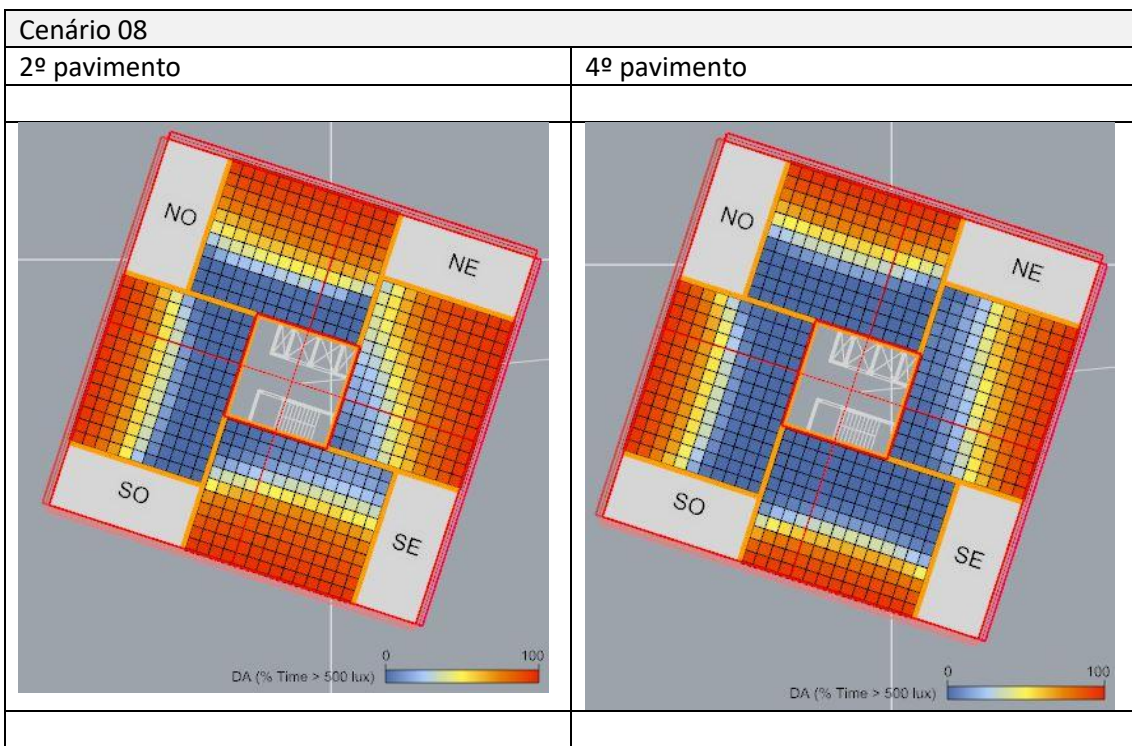 Cenário 08
2º pavimento
4º pavimento
NO
NE
SO
SE
0 100
DA (% Time > 500 lux)
NO
NE
SO
SE
0 100
DA (% Time > 500 lux)